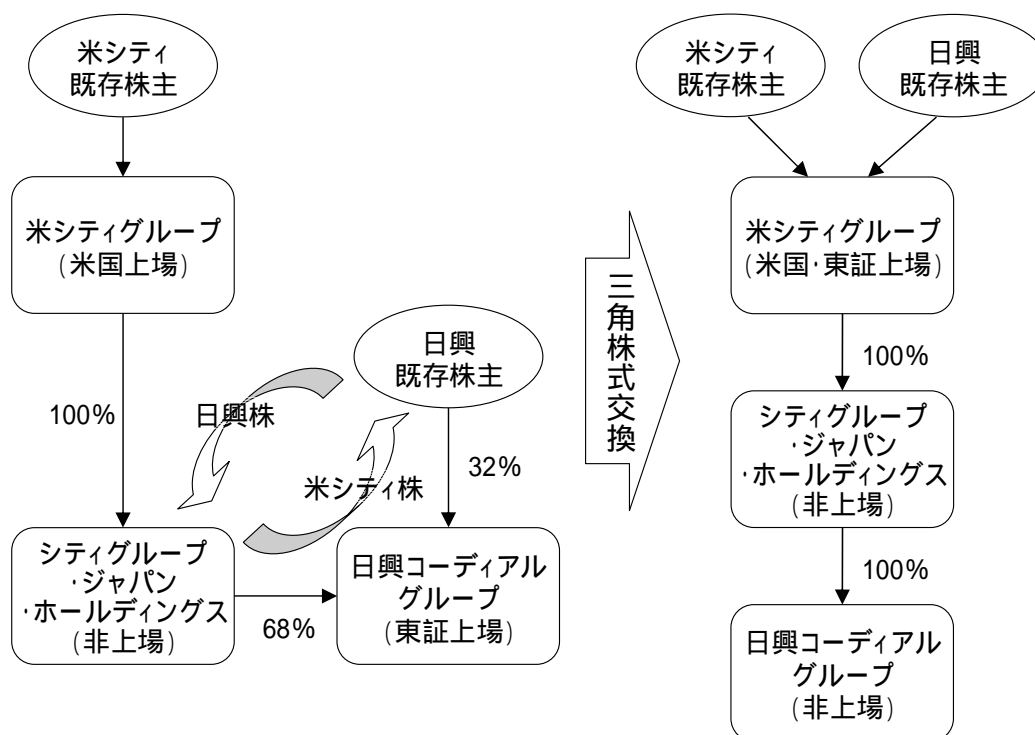 米シティ
既存株主
米シティグループ
(米国上場)
100%
日興
既存株主
日興株
米シティ株
32%
シティグループ
・ジャパン
・ホールディングス
(非上場)
68%
日興コーディアル
グループ
(東証上場)
三角株式交換
米シティ
既存株主
日興
既存株主
米シティグループ
(米国・東証上場)
100%
シティグループ
・ジャパン
・ホールディングス
(非上場)
100%
日興コーディアル
グループ
(非上場)